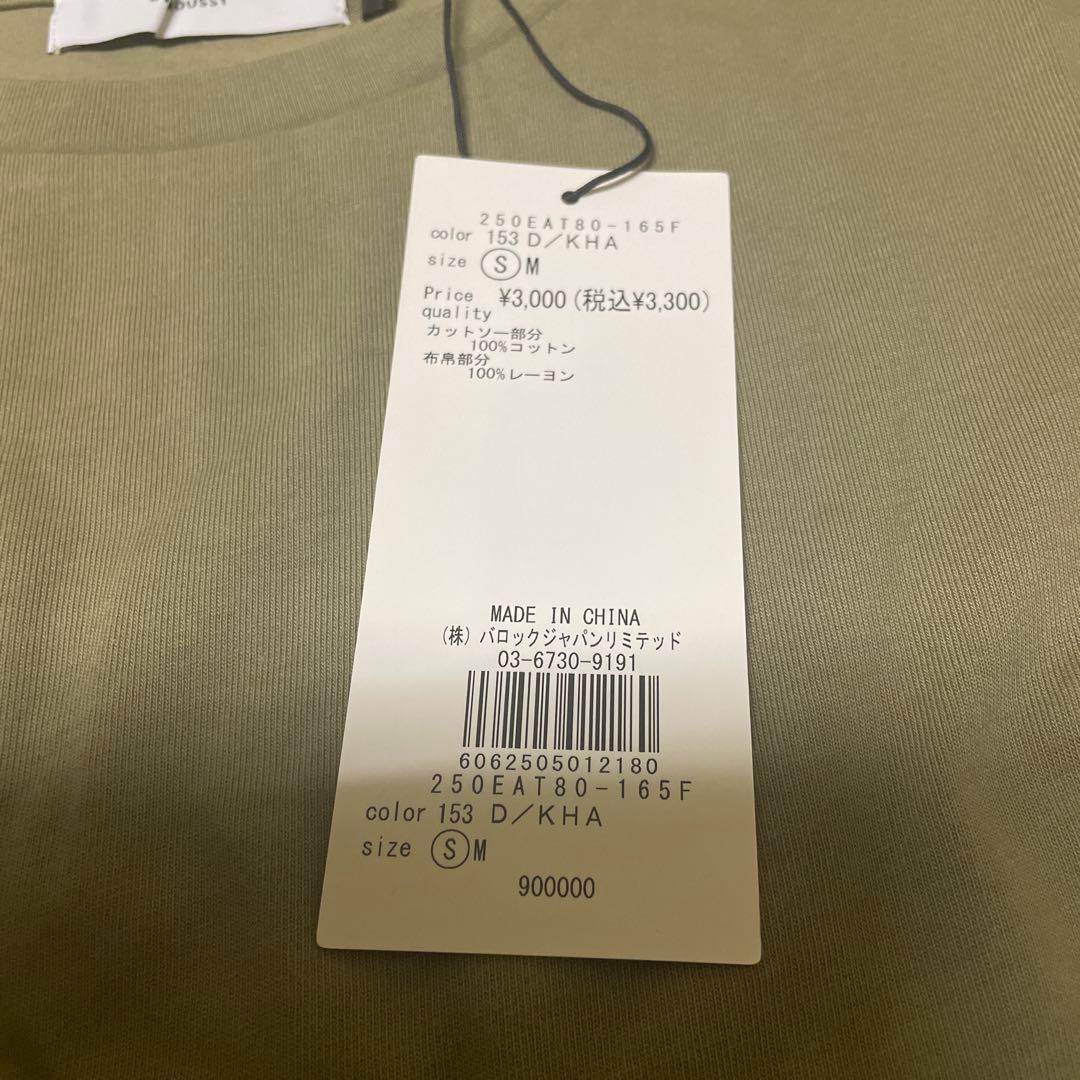 MOUSSY
250EAT80-165F
color 153 D/KHA
size Ⓢ M
Price ¥3,000 (税込¥3,300)
quality
カットソー部分
100%コットン
布帛部分
100%レーヨン
MADE IN CHINA
(株) バロックジャパンリミテッド
03-6730-9191
6062505012180
250EAT80-165F
color 153 D/KHA
size Ⓢ M
900000